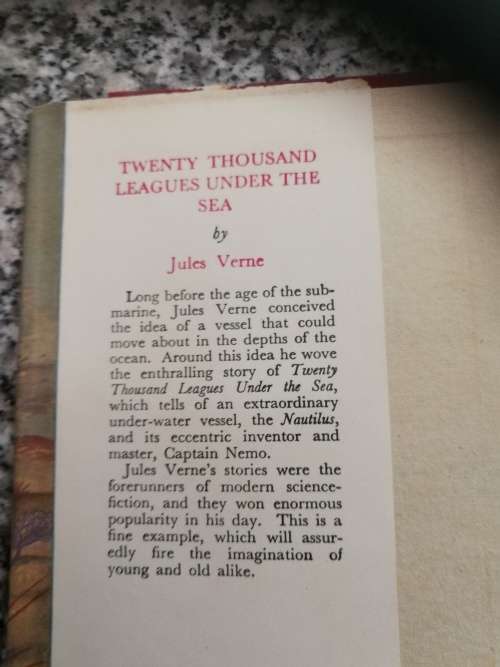 TWENTY THOUSAND
LEAGUES UNDER THE
SEA
by
Jules Verne
Long before the age of the sub-
marine, Jules Verne conceived
the idea of a vessel that could
move about in the depths of the
ocean. Around this idea he wove
the enthralling story of Twenty
Thousand Leagues Under the Sea,
which tells of an extraordinary
under-water vessel, the Nautilus,
and its eccentric inventor and
master, Captain Nemo.
Jules Verne's stories were the
forerunners of modern science-
fiction, and they won enormous
popularity in his day. This is a
fine example, which will assur-
edly fire the imagination of
young and old alike.